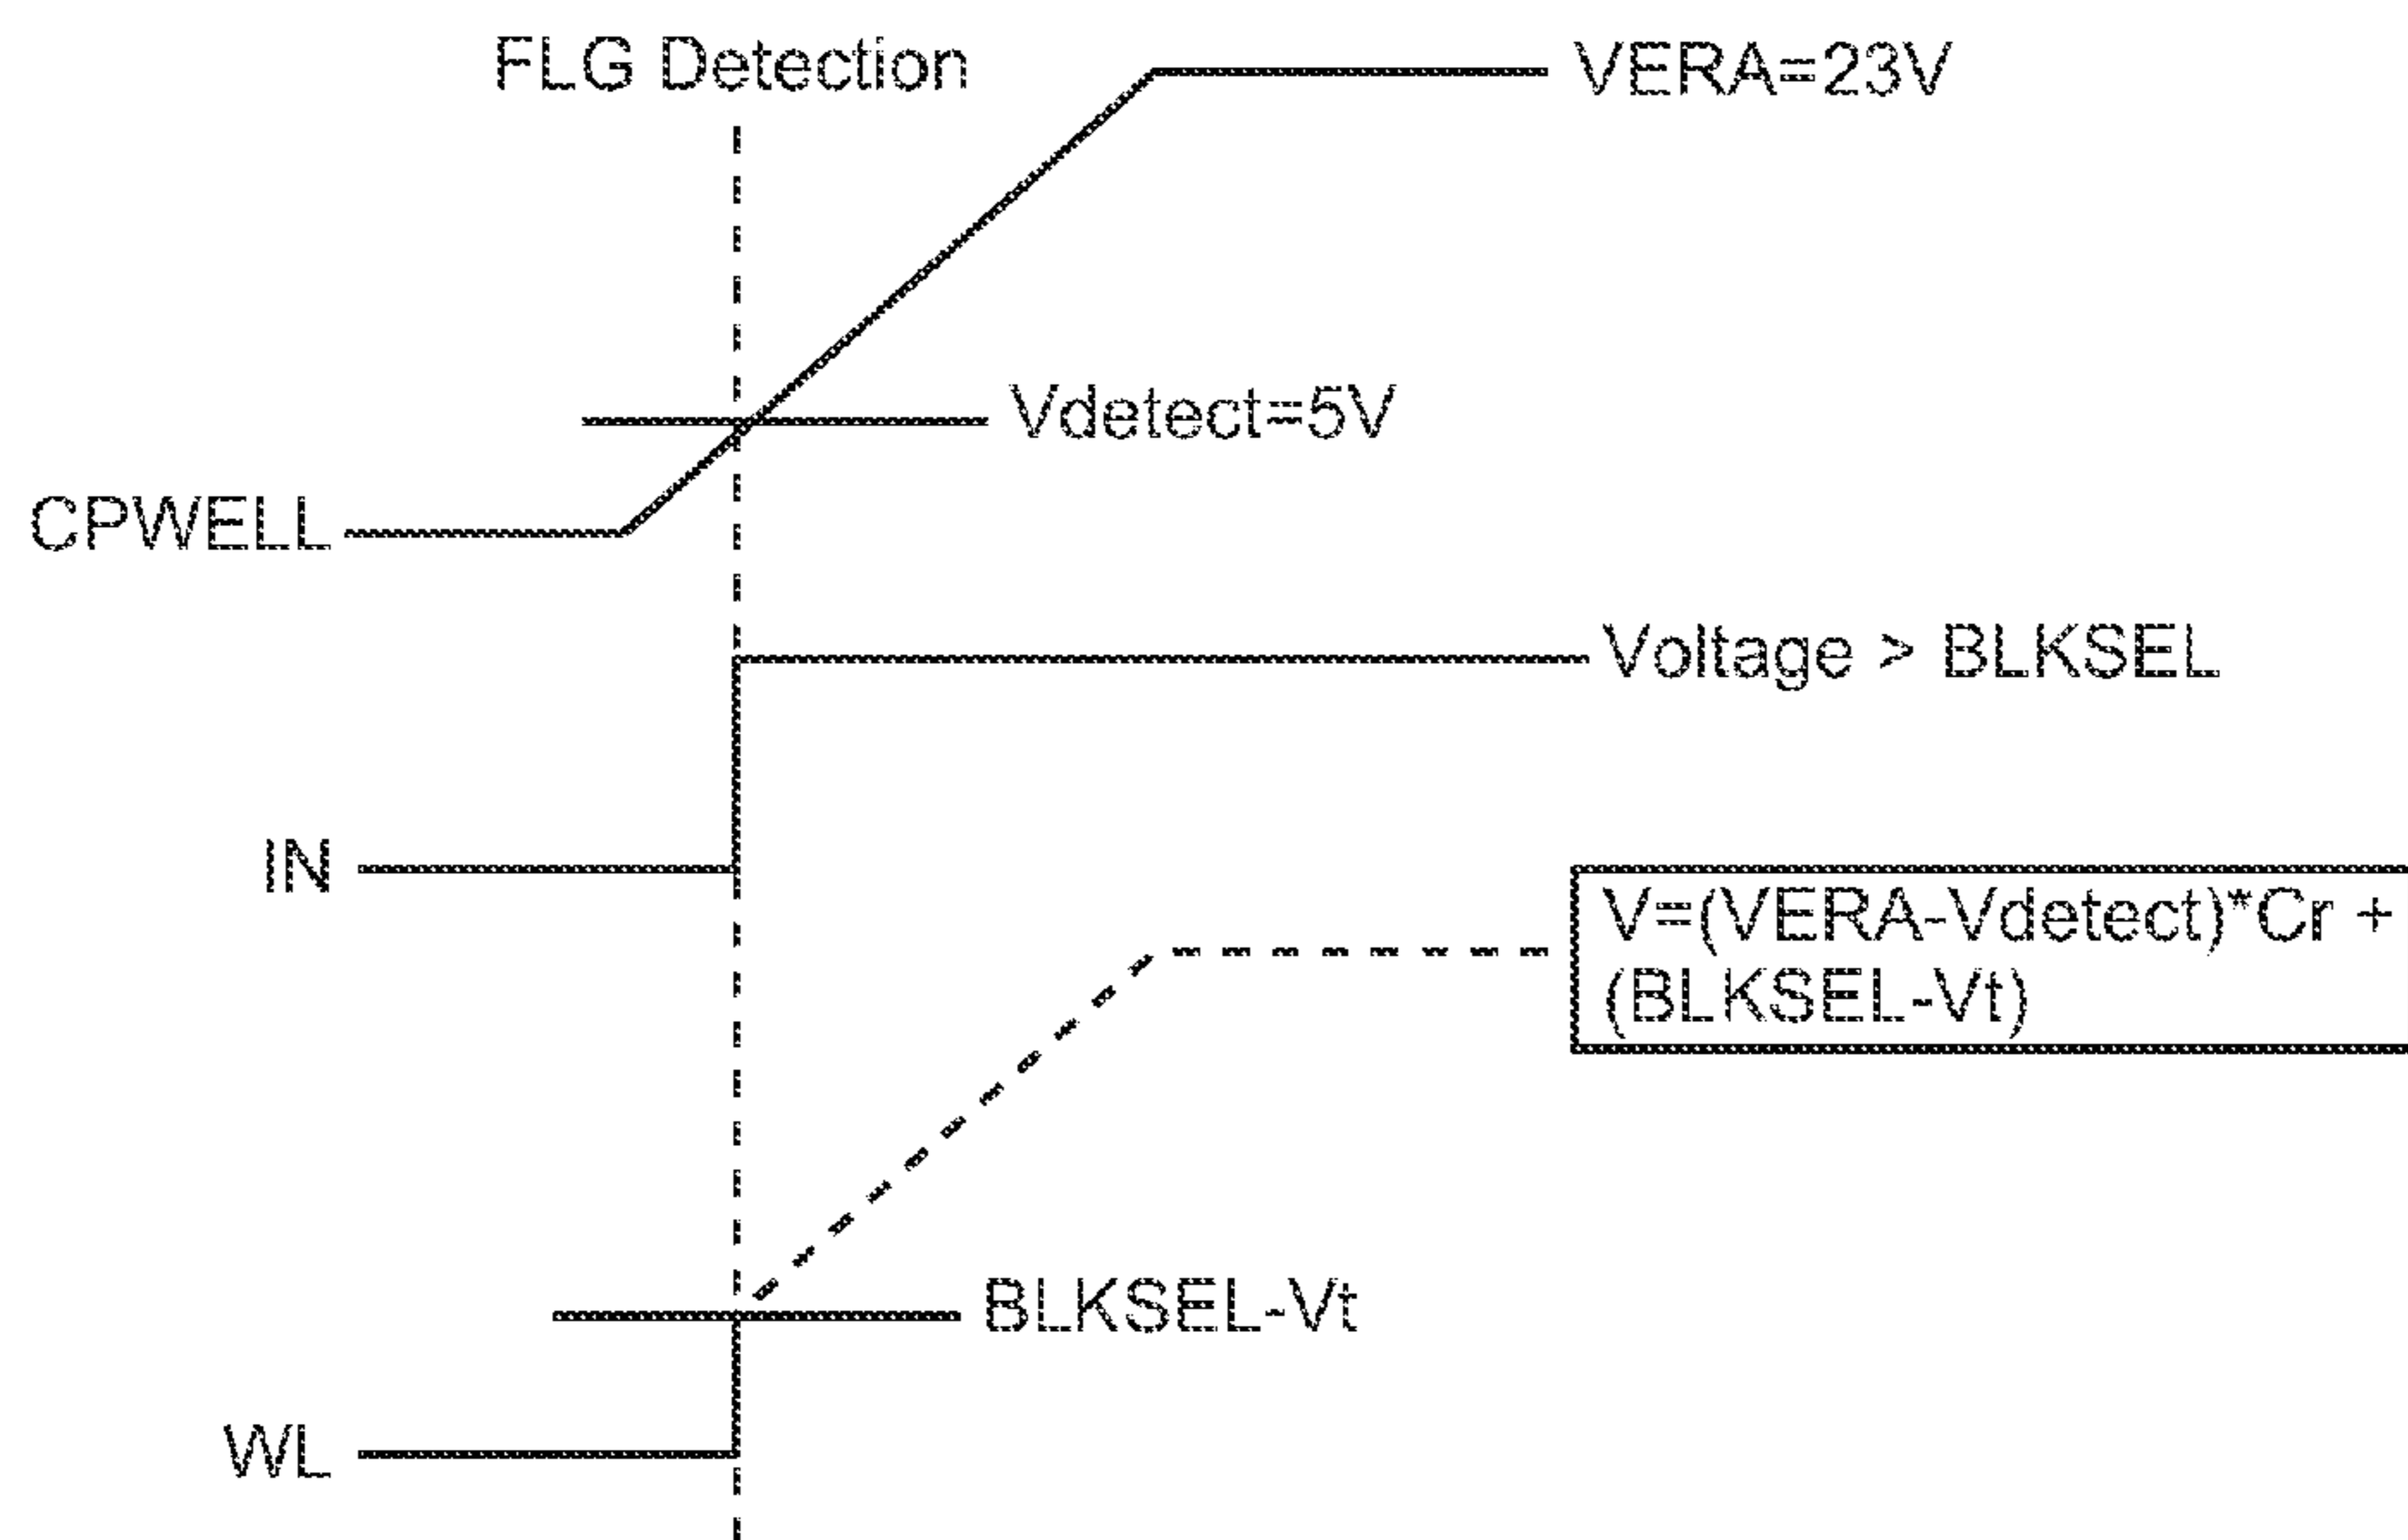 FLG Detection
VERA=23V
Vdetect=5V
CPWELL
Voltage > BLKSEL
IN
V=(VERA-Vdetect)*Cr +
(BLKSEL-Vt)
BLKSEL-Vt
WL